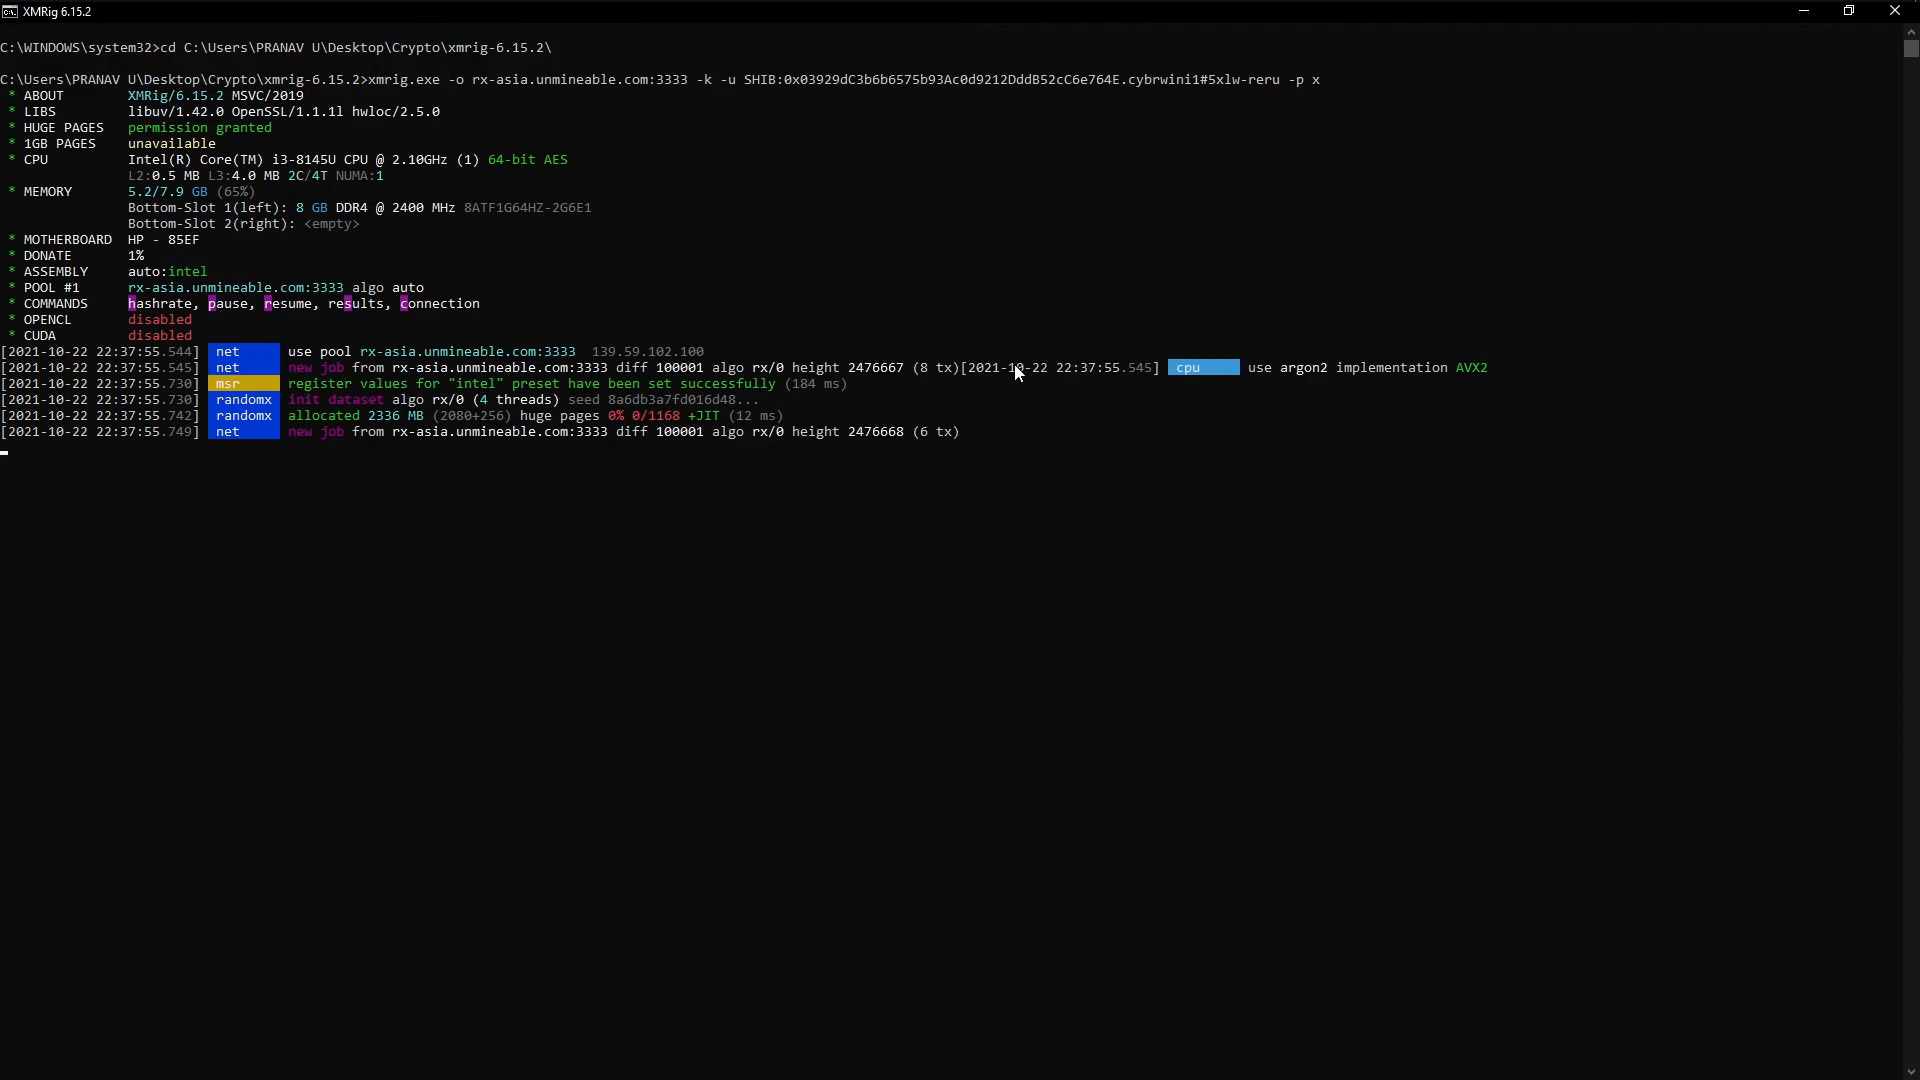 XMRig 6.15.2
C:\WINDOWS\system32>cd C:\Users\PRANAV U\Desktop\Crypto\xmrig-6.15.2\
C:\Users\PRANAV U\Desktop\Crypto\xmrig-6.15.2>xmrig.exe -o rx-asia.unmineable.com:3333 -k -u SHIB:0x03929dC3b6b6575b93Ac0d9212DddB52cC6e764E.cybrwini1#5xlw-reru -p x
* ABOUT XMRig/6.15.2 MSVC/2019
* LIBS libuv/1.42.0 OpenSSL/1.1.1l hwloc/2.5.0
* HUGE PAGES permission granted
* 1GB PAGES unavailable
* CPU Intel(R) Core(TM) i3-8145U CPU @ 2.10GHz (1) 64-bit AES
L2:0.5 MB L3:4.0 MB 2C/4T NUMA:1
* MEMORY 5.2/7.9 GB (65%)
Bottom-Slot 1(left): 8 GB DDR4 @ 2400 MHz 8ATF1G64HZ-2G6E1
Bottom-Slot 2(right): <empty>
* MOTHERBOARD HP - 85EF
* DONATE 1%
* ASSEMBLY auto:intel
* POOL #1 rx-asia.unmineable.com:3333 algo auto
* COMMANDS hashrate, pause, resume, results, connection
* OPENCL disabled
* CUDA disabled
[2021-10-22 22:37:55.544] net use pool rx-asia.unmineable.com:3333 139.59.102.100
[2021-10-22 22:37:55.545] net new job from rx-asia.unmineable.com:3333 diff 100001 algo rx/0 height 2476667 (8 tx)[2021-10-22 22:37:55.545] cpu use argon2 implementation AVX2
[2021-10-22 22:37:55.730] msr register values for "intel" preset have been set successfully (184 ms)
[2021-10-22 22:37:55.730] randomx init dataset algo rx/0 (4 threads) seed 8a6db3a7fd016d48...
[2021-10-22 22:37:55.742] randomx allocated 2336 MB (2080+256) huge pages 0% 0/1168 +JIT (12 ms)
[2021-10-22 22:37:55.749] net new job from rx-asia.unmineable.com:3333 diff 100001 algo rx/0 height 2476668 (6 tx)